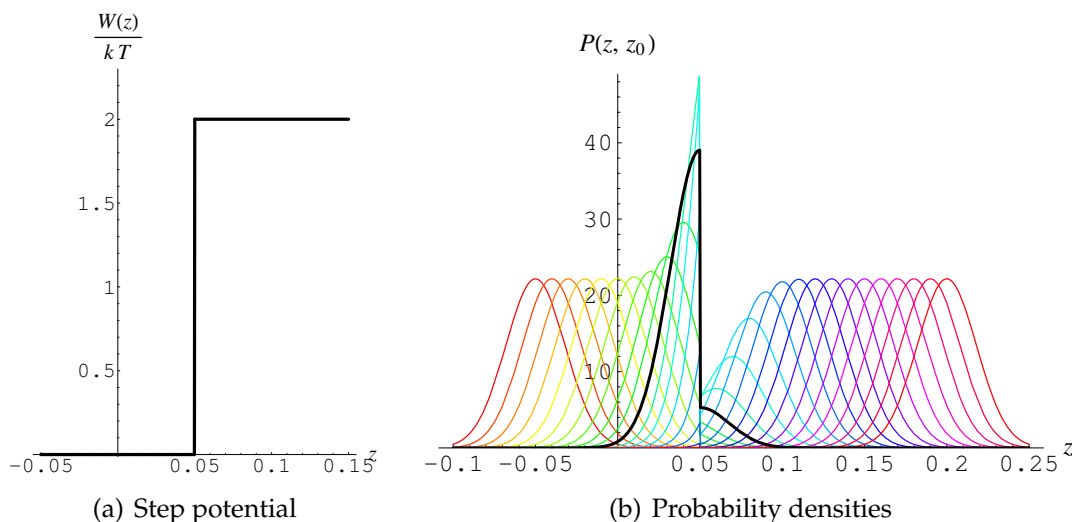 W(z)
kT
2
1.5
1
0.5
-0.05 0.05 0.1 0.15 z
(a) Step potential
P(z, z0)
40
30
20
10
-0.1 -0.05 0.05 0.1 0.15 0.2 0.25 z
(b) Probability densities